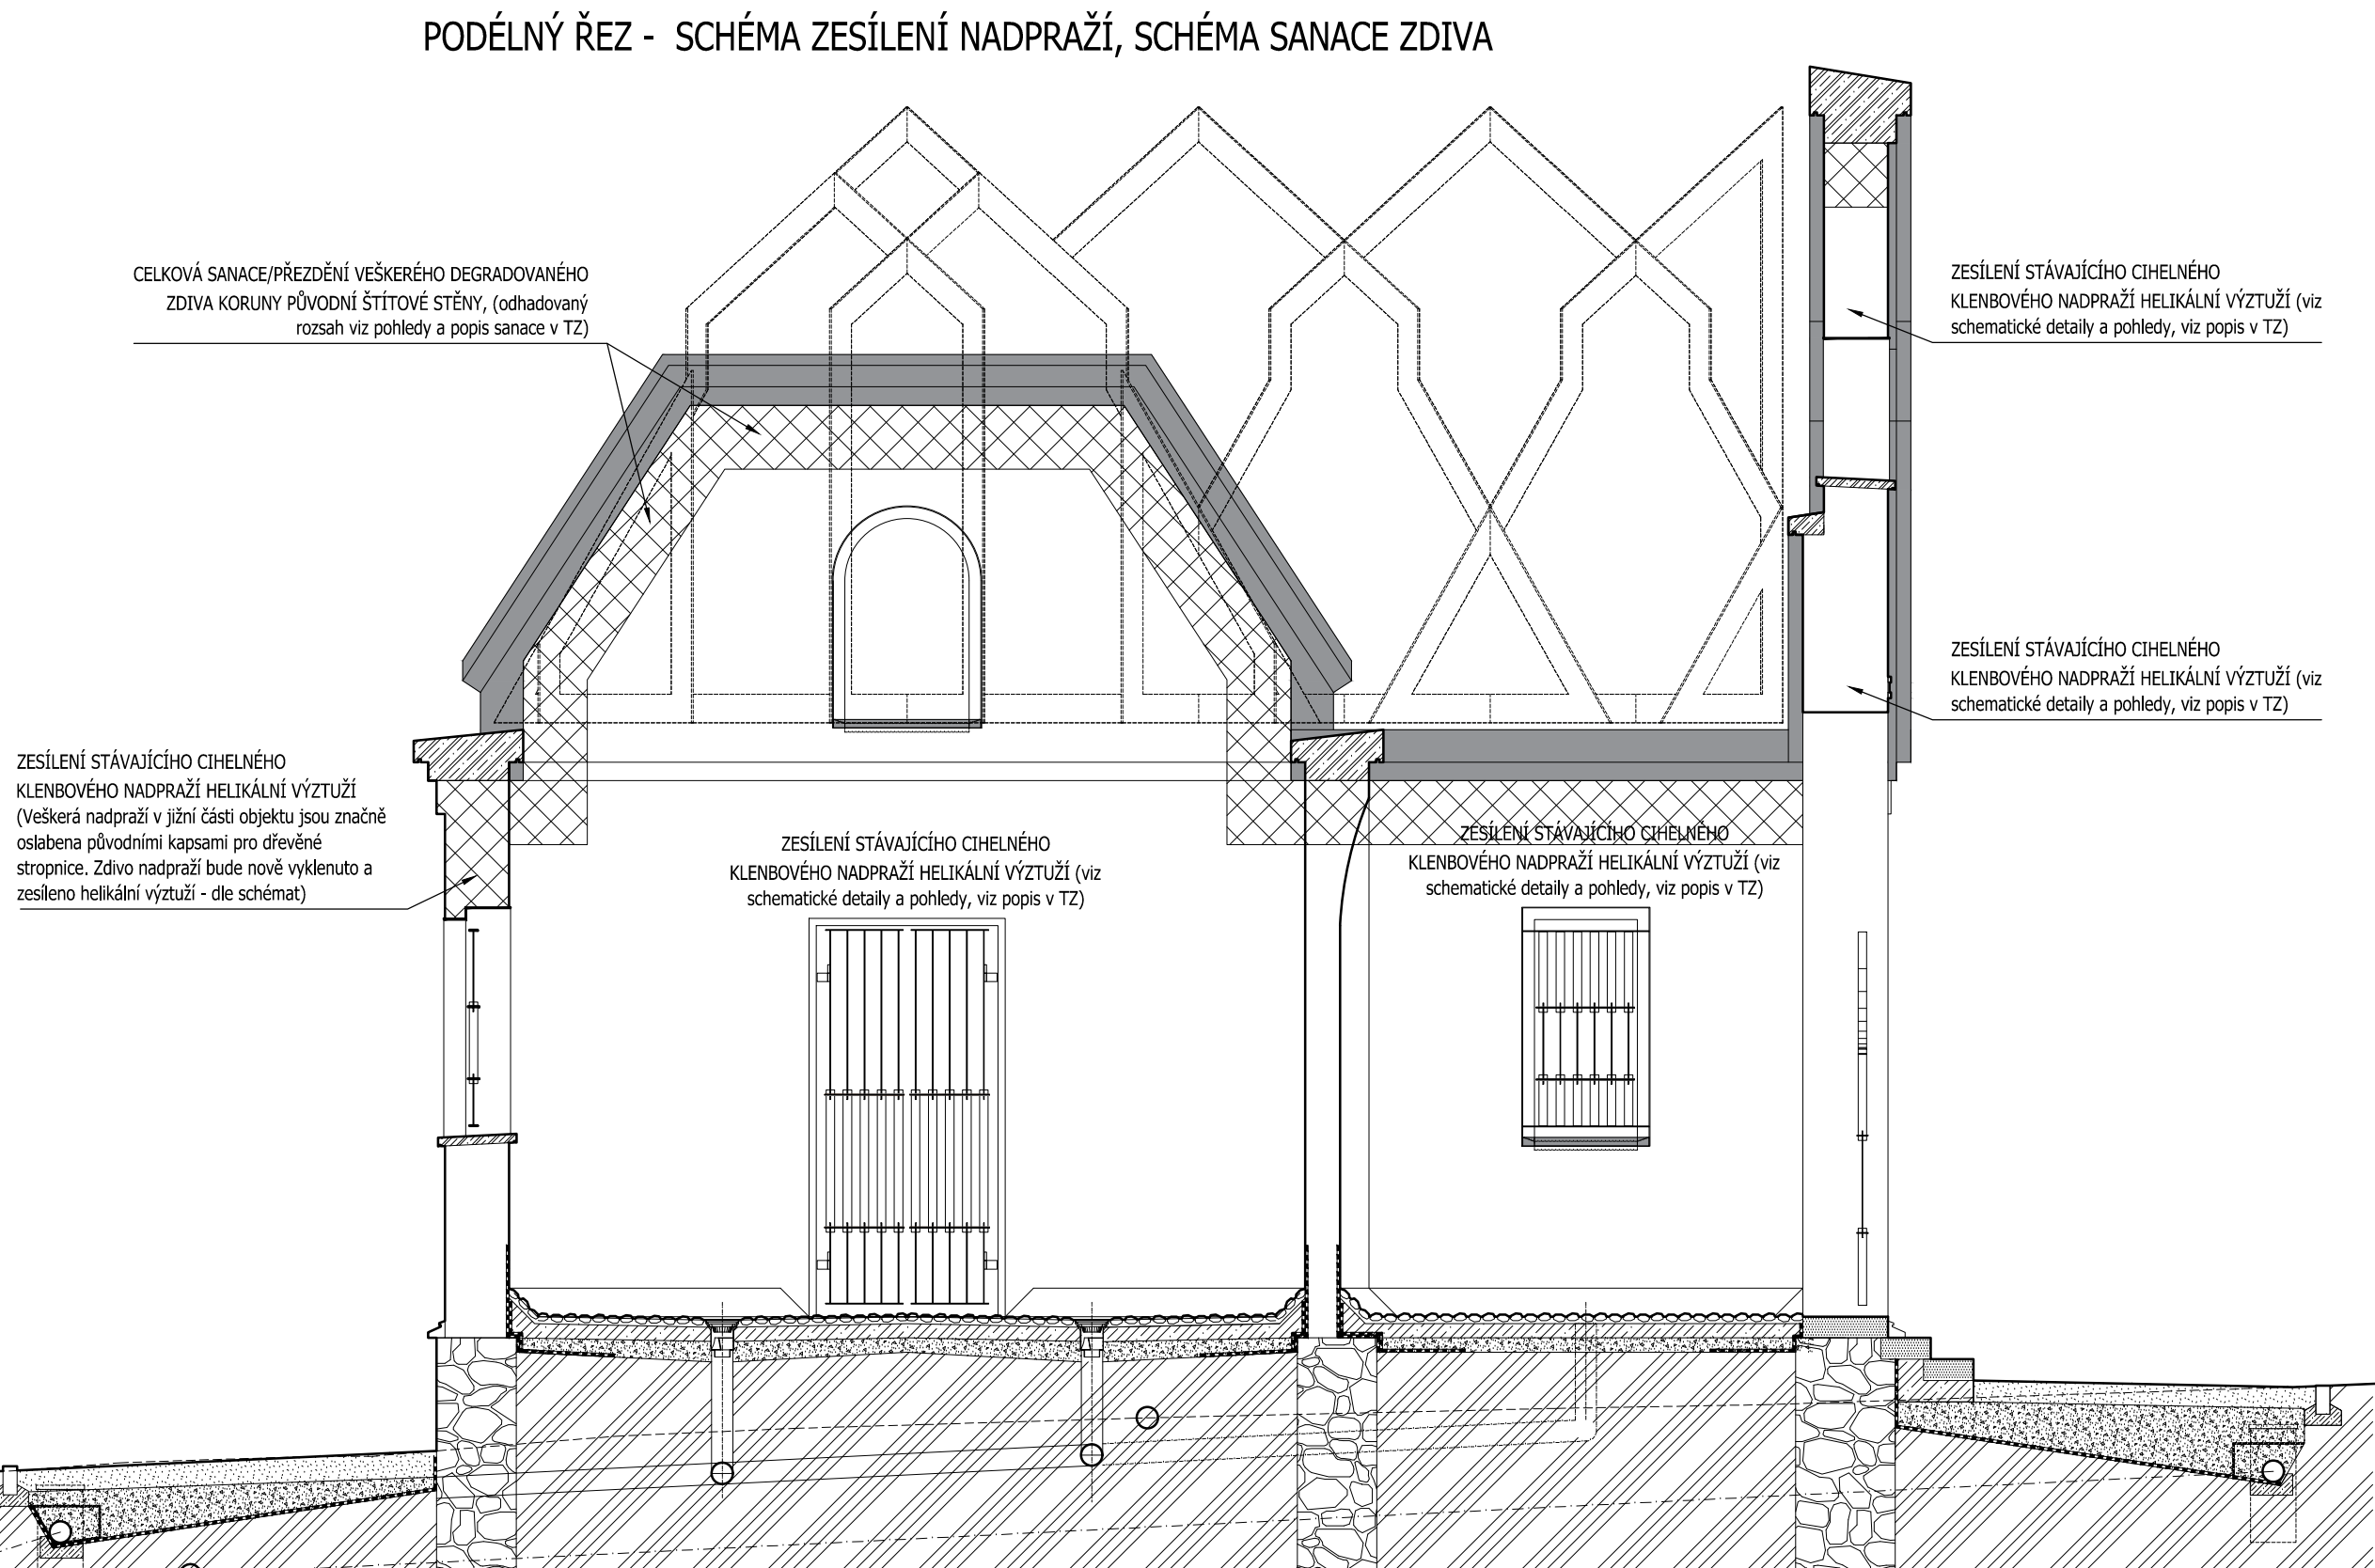 PODÉLNÝ ŘEZ - SCHÉMA ZESÍLENÍ NADPRAŽÍ, SCHÉMA SANACE ZDIVA
CELKOVÁ SANACE/PŘEZDĚNÍ VEŠKERÉHO DEGRADOVANÉHO
ZDIVA KORUNY PŮVODNÍ ŠTÍTOVÉ STĚNY, (odhadovaný
rozsah viz pohledy a popis sanace v TZ)
ZESÍLENÍ STÁVAJÍCÍHO CIHELNÉHO
KLENBOVÉHO NADPRAŽÍ HELIKÁLNÍ VÝZTUŽÍ (viz
schematické detaily a pohledy, viz popis v TZ)
ZESÍLENÍ STÁVAJÍCÍHO CIHELNÉHO
KLENBOVÉHO NADPRAŽÍ HELIKÁLNÍ VÝZTUŽÍ (viz
schematické detaily a pohledy, viz popis v TZ)
ZESÍLENÍ STÁVAJÍCÍHO CIHELNÉHO
KLENBOVÉHO NADPRAŽÍ HELIKÁLNÍ VÝZTUŽÍ
(Veškerá nadpraží v jižní části objektu jsou značně
oslabena původními kapsami pro dřevěné
stropnice. Zdivo nadpraží bude nově vyklenuto a
zesíleno helikální výztuží - dle schémat)
ZESÍLENÍ STÁVAJÍCÍHO CIHELNÉHO
KLENBOVÉHO NADPRAŽÍ HELIKÁLNÍ VÝZTUŽÍ (viz
schematické detaily a pohledy, viz popis v TZ)
ZESÍLENÍ STÁVAJÍCÍHO CIHELNÉHO
KLENBOVÉHO NADPRAŽÍ HELIKÁLNÍ VÝZTUŽÍ (viz
schematické detaily a pohledy, viz popis v TZ)